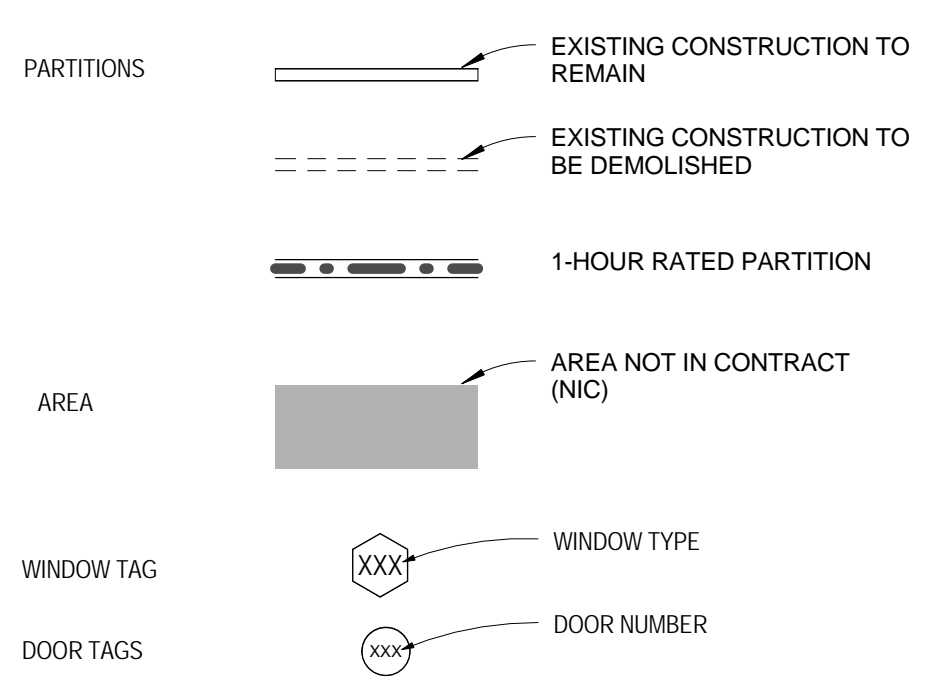 PARTITIONS
EXISTING CONSTRUCTION TO
REMAIN
EXISTING CONSTRUCTION TO
BE DEMOLISHED
1-HOUR RATED PARTITION
AREA
AREA NOT IN CONTRACT
(NIC)
WINDOW TAG
XXX
WINDOW TYPE
DOOR TAGS
XXX
DOOR NUMBER